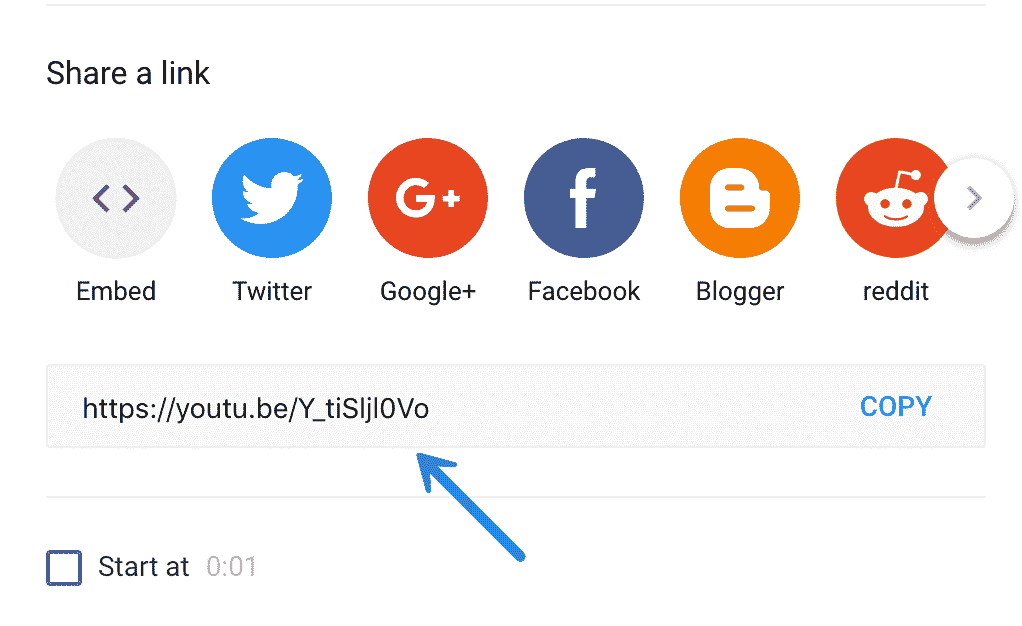 Share a link
Embed Twitter Google+ Facebook Blogger reddit
https://youtu.be/Y_tiSljl0Vo COPY
Start at 0:01